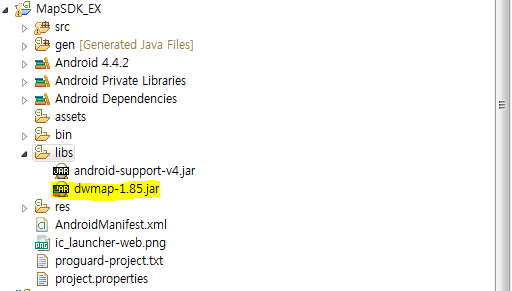 MapSDK_EX
src
gen [Generated Java Files]
Android 4.4.2
Android Private Libraries
Android Dependencies
assets
bin
libs
android-support-v4.jar
dwmap-1.85.jar
res
AndroidManifest.xml
ic_launcher-web.png
proguard-project.txt
project.properties